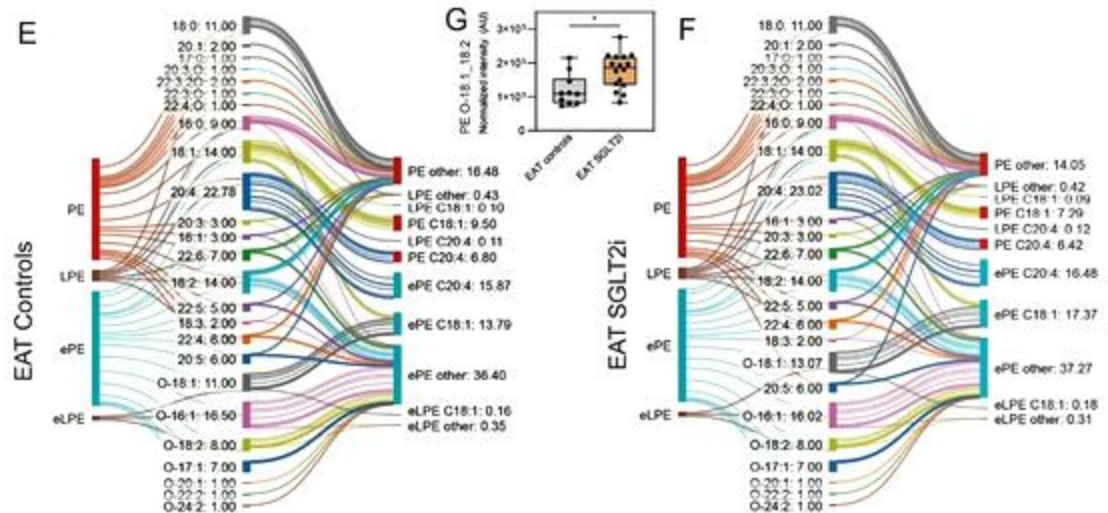 E
EAT Controls
PE
LPE
ePE
eLPE
18:0: 11.00
20:1: 2.00
17:O: 1.00
20:3;O: 1.00
22:3;2O: 2.00
22:3;O: 1.00
22:4;O: 1.00
16:0: 9.00
18:1: 14.00
20:4: 22.78
20:3: 3.00
16:1: 3.00
22:6: 7.00
18:2: 14.00
22:5: 5.00
18:3: 2.00
22:4: 6.00
20:5: 6.00
O-18:1: 11.00
O-16:1: 16.50
O-18:2: 8.00
O-17:1: 7.00
O-20:1: 1.00
O-22:2: 1.00
O-24:2: 1.00
PE other: 16.48
LPE other: 0.43
LPE C18:1: 0.10
PE C18:1: 9.50
LPE C20:4: 0.11
PE C20:4: 6.80
ePE C20:4: 15.87
ePE C18:1: 13.79
ePE other: 36.40
eLPE C18:1: 0.16
eLPE other: 0.35
G
PE O-18:1_18:2
Normalized intensity (AU)
3×10⁵
2×10⁵
1×10⁵
0
*
EAT controls
EAT SGLT2i
F
EAT SGLT2i
PE
LPE
ePE
eLPE
18:0: 11.00
20:1: 2.00
17:O: 1.00
20:3;O: 1.00
22:3;2O: 2.00
22:3;O: 1.00
22:4;O: 1.00
16:0: 9.00
18:1: 14.00
20:4: 23.02
16:1: 3.00
20:3: 3.00
22:6: 7.00
18:2: 14.00
22:5: 5.00
22:4: 6.00
18:3: 2.00
O-18:1: 13.07
20:5: 6.00
O-16:1: 16.02
O-18:2: 8.00
O-17:1: 7.00
O-20:1: 1.00
O-22:2: 1.00
O-24:2: 1.00
PE other: 14.05
LPE other: 0.42
LPE C18:1: 0.09
PE C18:1: 7.29
LPE C20:4: 0.12
PE C20:4: 6.42
ePE C20:4: 16.48
ePE C18:1: 17.37
ePE other: 37.27
eLPE C18:1: 0.18
eLPE other: 0.31